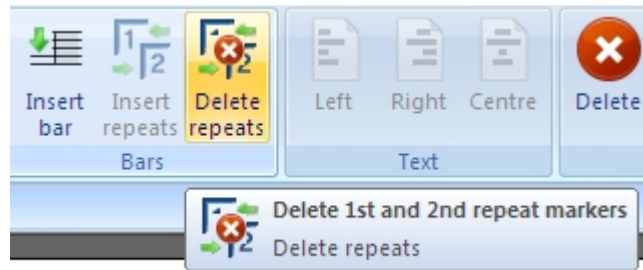 Insert bar
Insert repeats
Delete repeats
Left
Right
Centre
Delete
Bars
Text
Delete 1st and 2nd repeat markers
Delete repeats